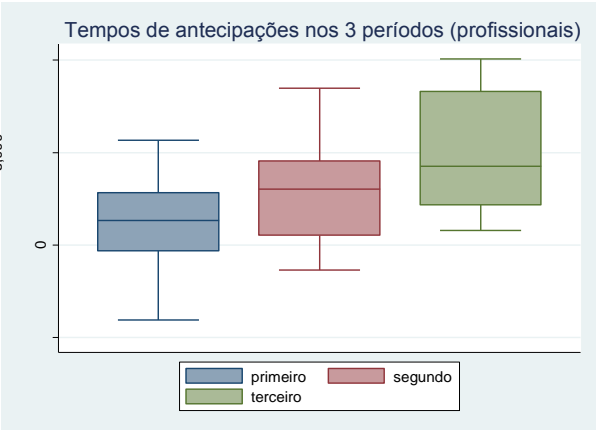 Tempos de antecipações nos 3 períodos (profissionais)
0
primeiro
segundo
terceiro